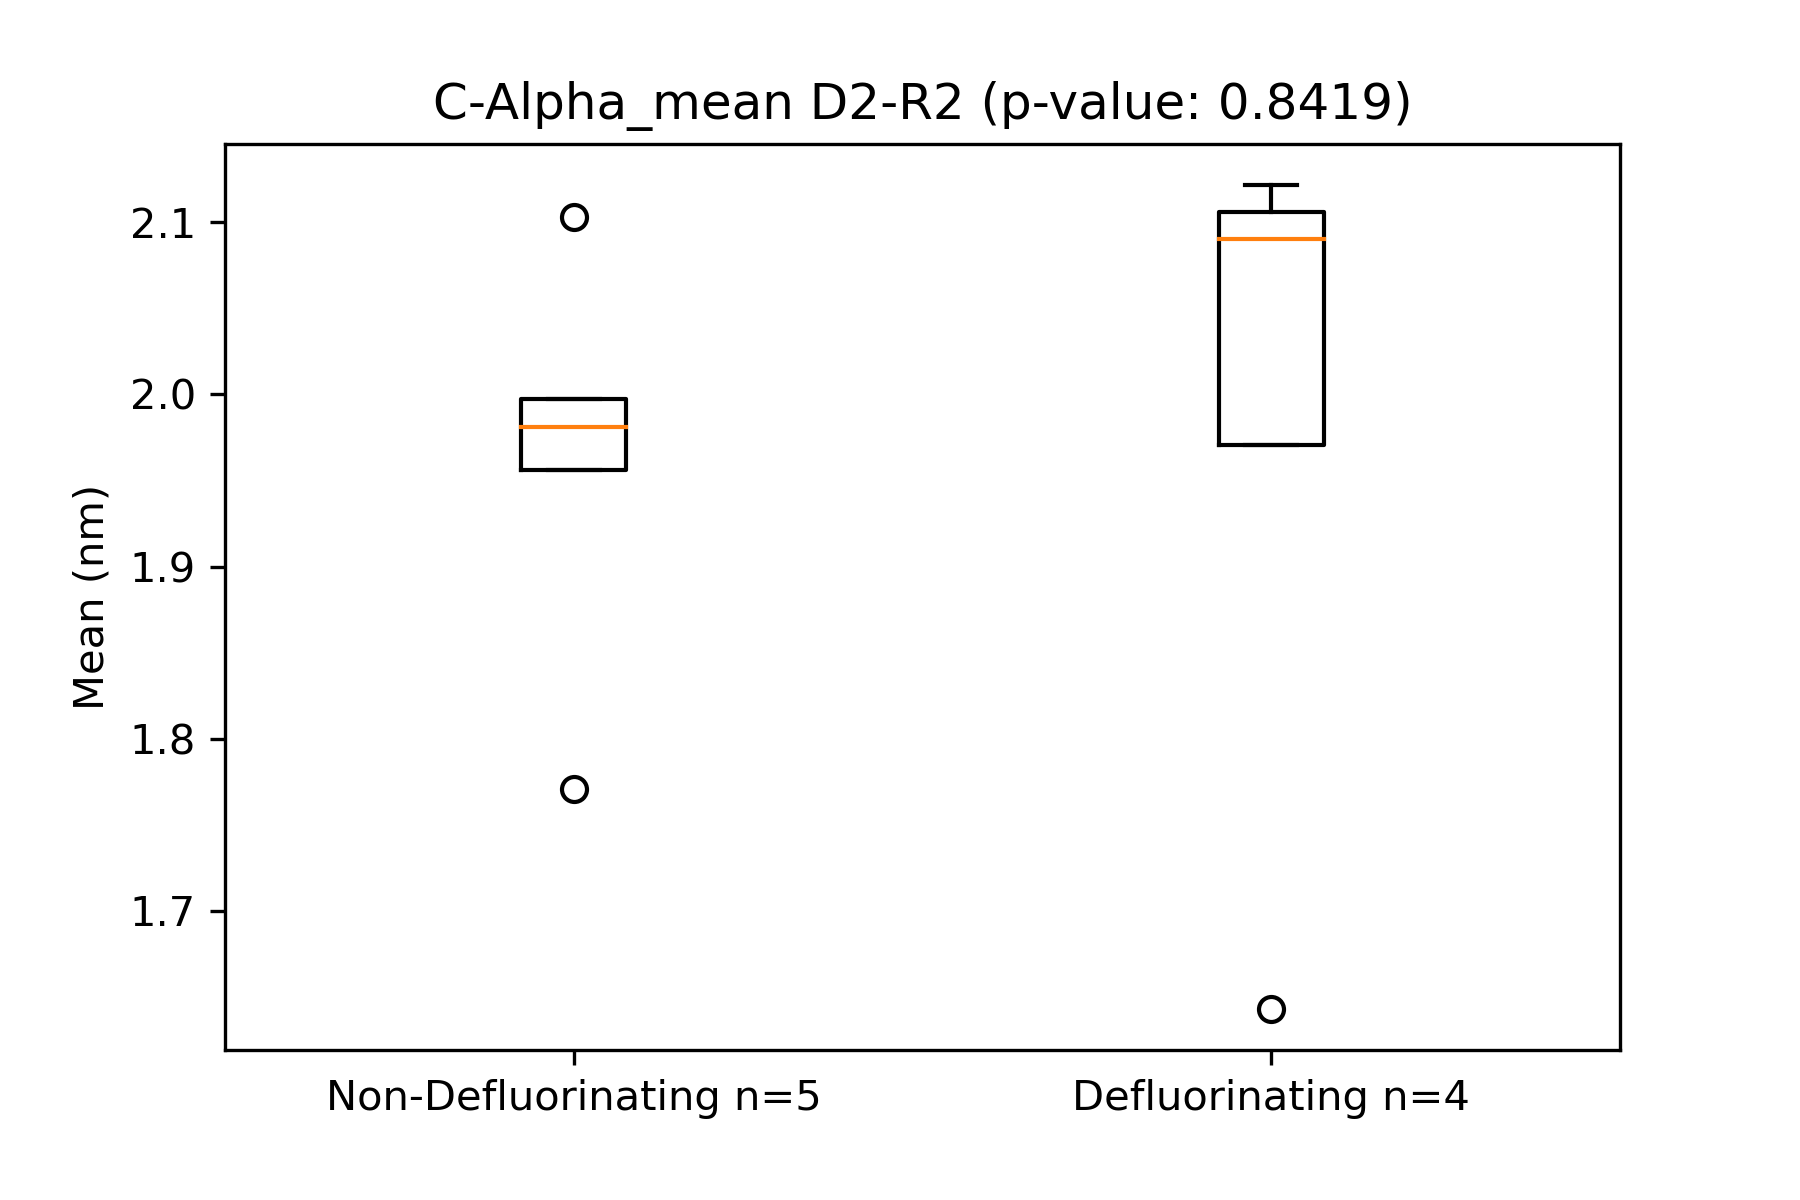 C-Alpha_mean D2-R2 (p-value: 0.8419)
2.1
2.0
1.9
1.8
1.7
Mean (nm)
Non-Defluorinating n=5
Defluorinating n=4